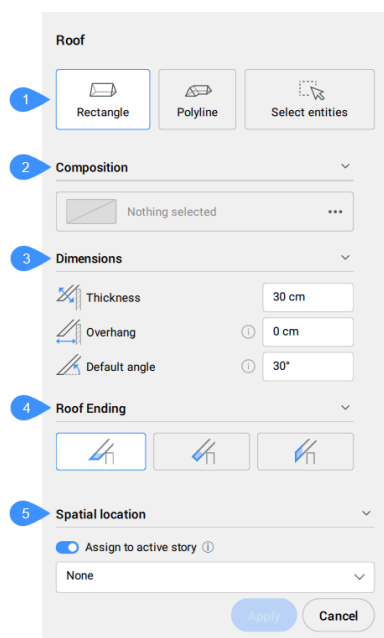 Roof
1
Rectangle
Polyline
Select entities
2
Composition
Nothing selected
3
Dimensions
Thickness 30 cm
Overhang 0 cm
Default angle 30°
4
Roof Ending
5
Spatial location
Assign to active story
None
Apply Cancel